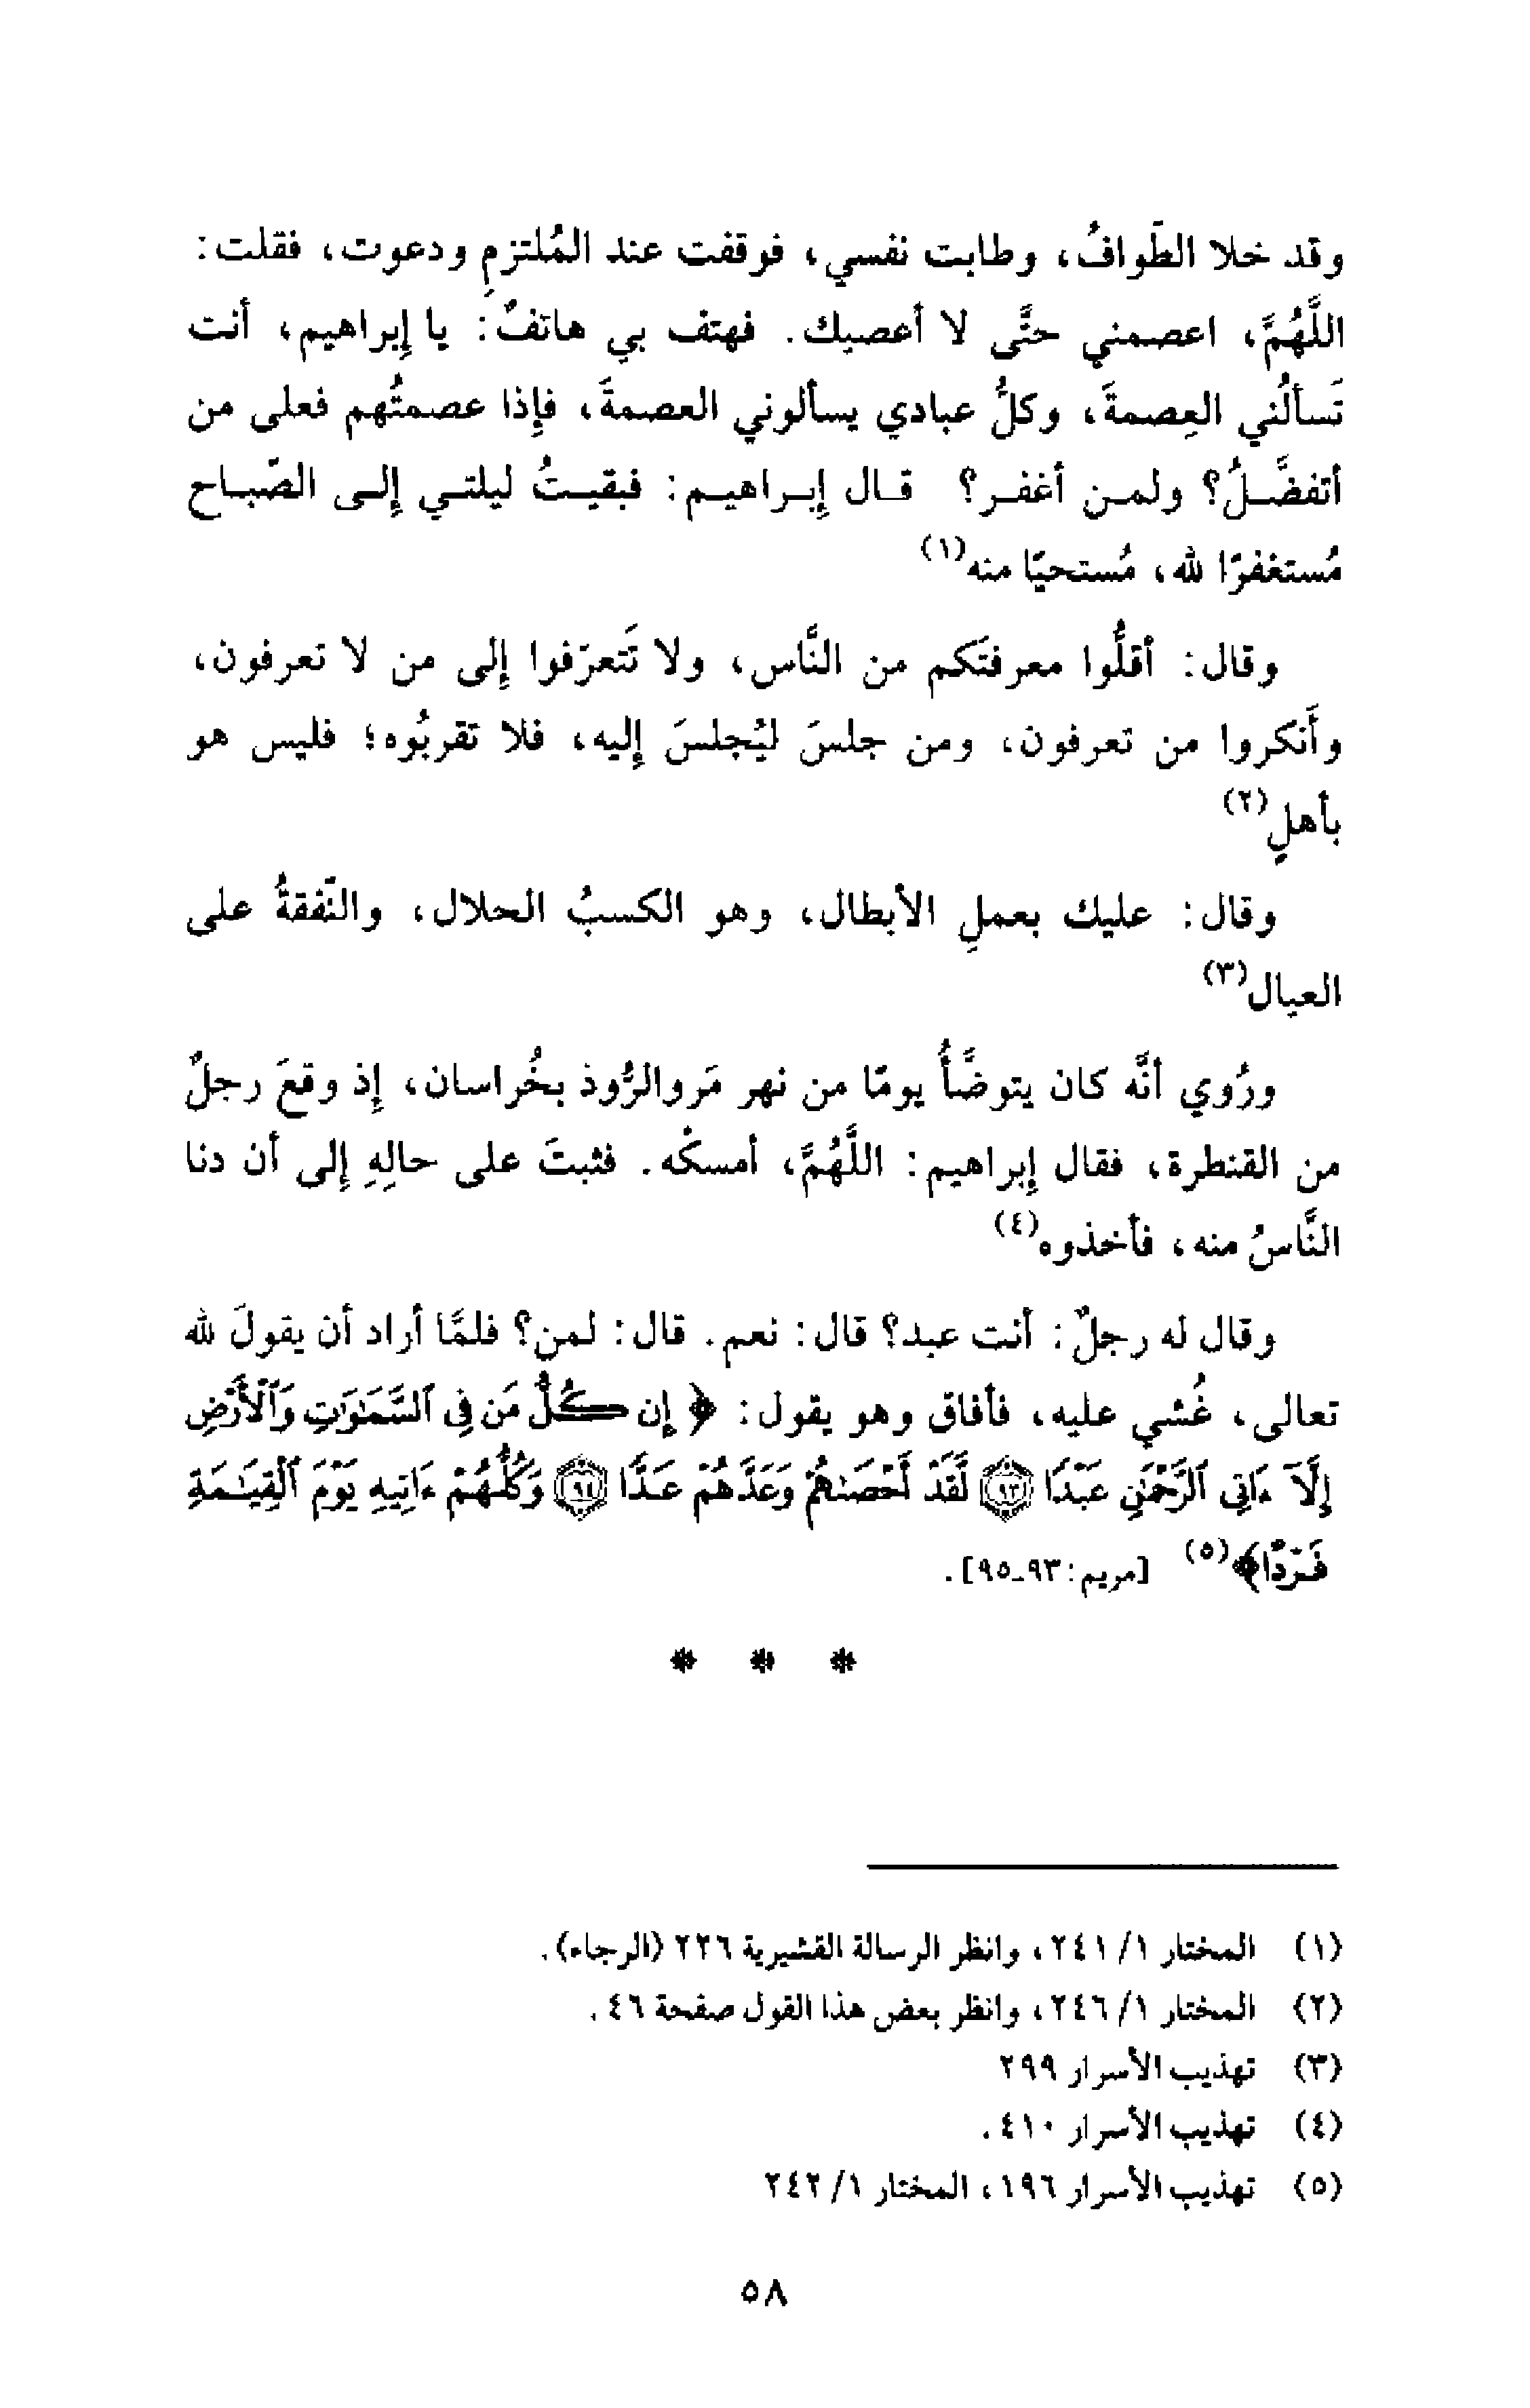 وقد خلا الطَّوافُ، وطابت نفسي، فوقفت عند المُلتزمِ ودعوت، فقلت:
اللَّهُمَّ، اعصمني حتَّى لا أعصيك. فهتف بي هاتفٌ: يا إبراهيم، أنت
تَسألُني العِصمةَ، وكلُّ عبادي يسألوني العصمةَ، فإذا عصمتُهم فعلى من
أتفضَّلُ؟ ولمن أغفر؟ قال إبراهيم: فبقيتُ ليلتي إلى الصّباح
مُستغفرًا لله، مُستحيًا منه(١)
وقال: أقلُّوا معرفتَكم من النَّاس، ولا تَتعرّفوا إلى من لا تعرفون،
وأَنكروا من تعرفون، ومن جلسَ ليُجلسَ إليه، فلا تقربُوه؛ فليس هو
بأهلٍ(٢)
وقال: عليك بعملِ الأبطال، وهو الكسبُ الحلال، والنّفقةُ على
العيال(٣)
ورُوي أنَّه كان يتوضَّأُ يومًا من نهر مَروالرُّوذ بخُراسان، إذ وقعَ رجلٌ
من القنطرة، فقال إبراهيم: اللَّهُمَّ، أمسكْه. فثبتَ على حالِهِ إلى أن دنا
النَّاسُ منه، فأخذوه(٤)
وقال له رجلٌ: أنت عبد؟ قال: نعم. قال: لمن؟ فلمَّا أراد أن يقولَ لله
تعالى، غُشي عليه، فأفاق وهو يقول: ﴿إِن كُلُّ مَن فِى ٱلسَّمَٰوَٰتِ وَٱلْأَرْضِ
إِلَّآ ءَاتِى ٱلرَّحْمَٰنِ عَبْدًا ۝٩٣ لَّقَدْ أَحْصَىٰهُمْ وَعَدَّهُمْ عَدًّا ۝٩٤ وَكُلُّهُمْ ءَاتِيهِ يَوْمَ ٱلْقِيَٰمَةِ
فَرْدًا﴾(٥) [مريم: ٩٣-٩٥].
* * *
(١) المختار ١/ ٢٤١، وانظر الرسالة القشيرية ٢٢٦ (الرجاء).
(٢) المختار ١/ ٢٤٦، وانظر بعض هذا القول صفحة ٤٦.
(٣) تهذيب الأسرار ٢٩٩
(٤) تهذيب الأسرار ٤١٠.
(٥) تهذيب الأسرار ١٩٦، المختار ١/ ٢٤٢
٥٨